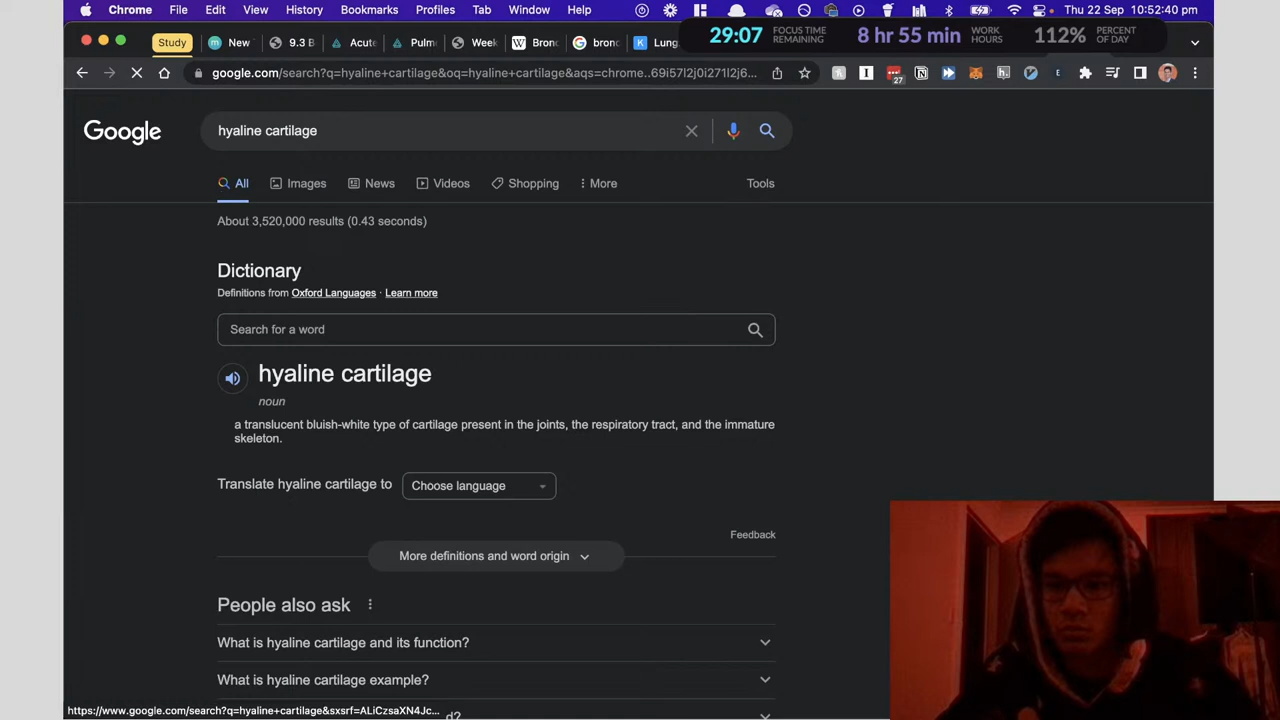 Chrome File Edit View History Bookmarks Profiles Tab Window Help Thu 22 Sep 10:52:40 pm
29:07 FOCUS TIME REMAINING 8 hr 55 min WORK HOURS 112% PERCENT OF DAY
Study New 9.3 B Acute Pulm Week Bronc bronc Lung
google.com/search?q=hyaline+cartilage&oq=hyaline+cartilage&aqs=chrome..69i57l2j0i271l2j6...
27
Google
hyaline cartilage
All Images News Videos Shopping More Tools
About 3,520,000 results (0.43 seconds)
Dictionary
Definitions from Oxford Languages · Learn more
Search for a word
hyaline cartilage
noun
a translucent bluish-white type of cartilage present in the joints, the respiratory tract, and the immature
skeleton.
Translate hyaline cartilage to Choose language
Feedback
More definitions and word origin
People also ask
What is hyaline cartilage and its function?
What is hyaline cartilage example?
https://www.google.com/search?q=hyaline+cartilage&sxsrf=ALiCzsaXN4Jc...
d?